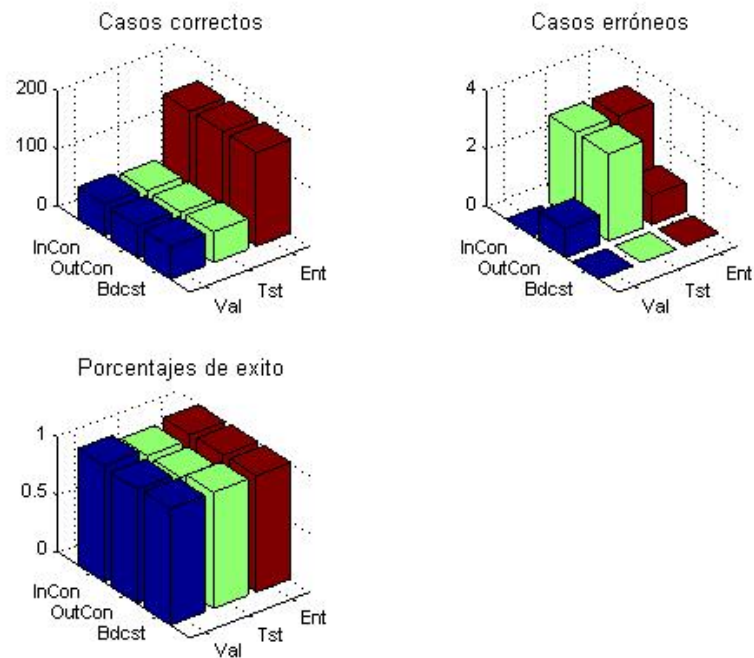 Casos correctos
200
100
0
InCon
OutCon
Bdcst
Val
Tst
Ent
Casos erróneos
4
2
0
InCon
OutCon
Bdcst
Val
Tst
Ent
Porcentajes de exito
1
0.5
0
InCon
OutCon
Bdcst
Val
Tst
Ent